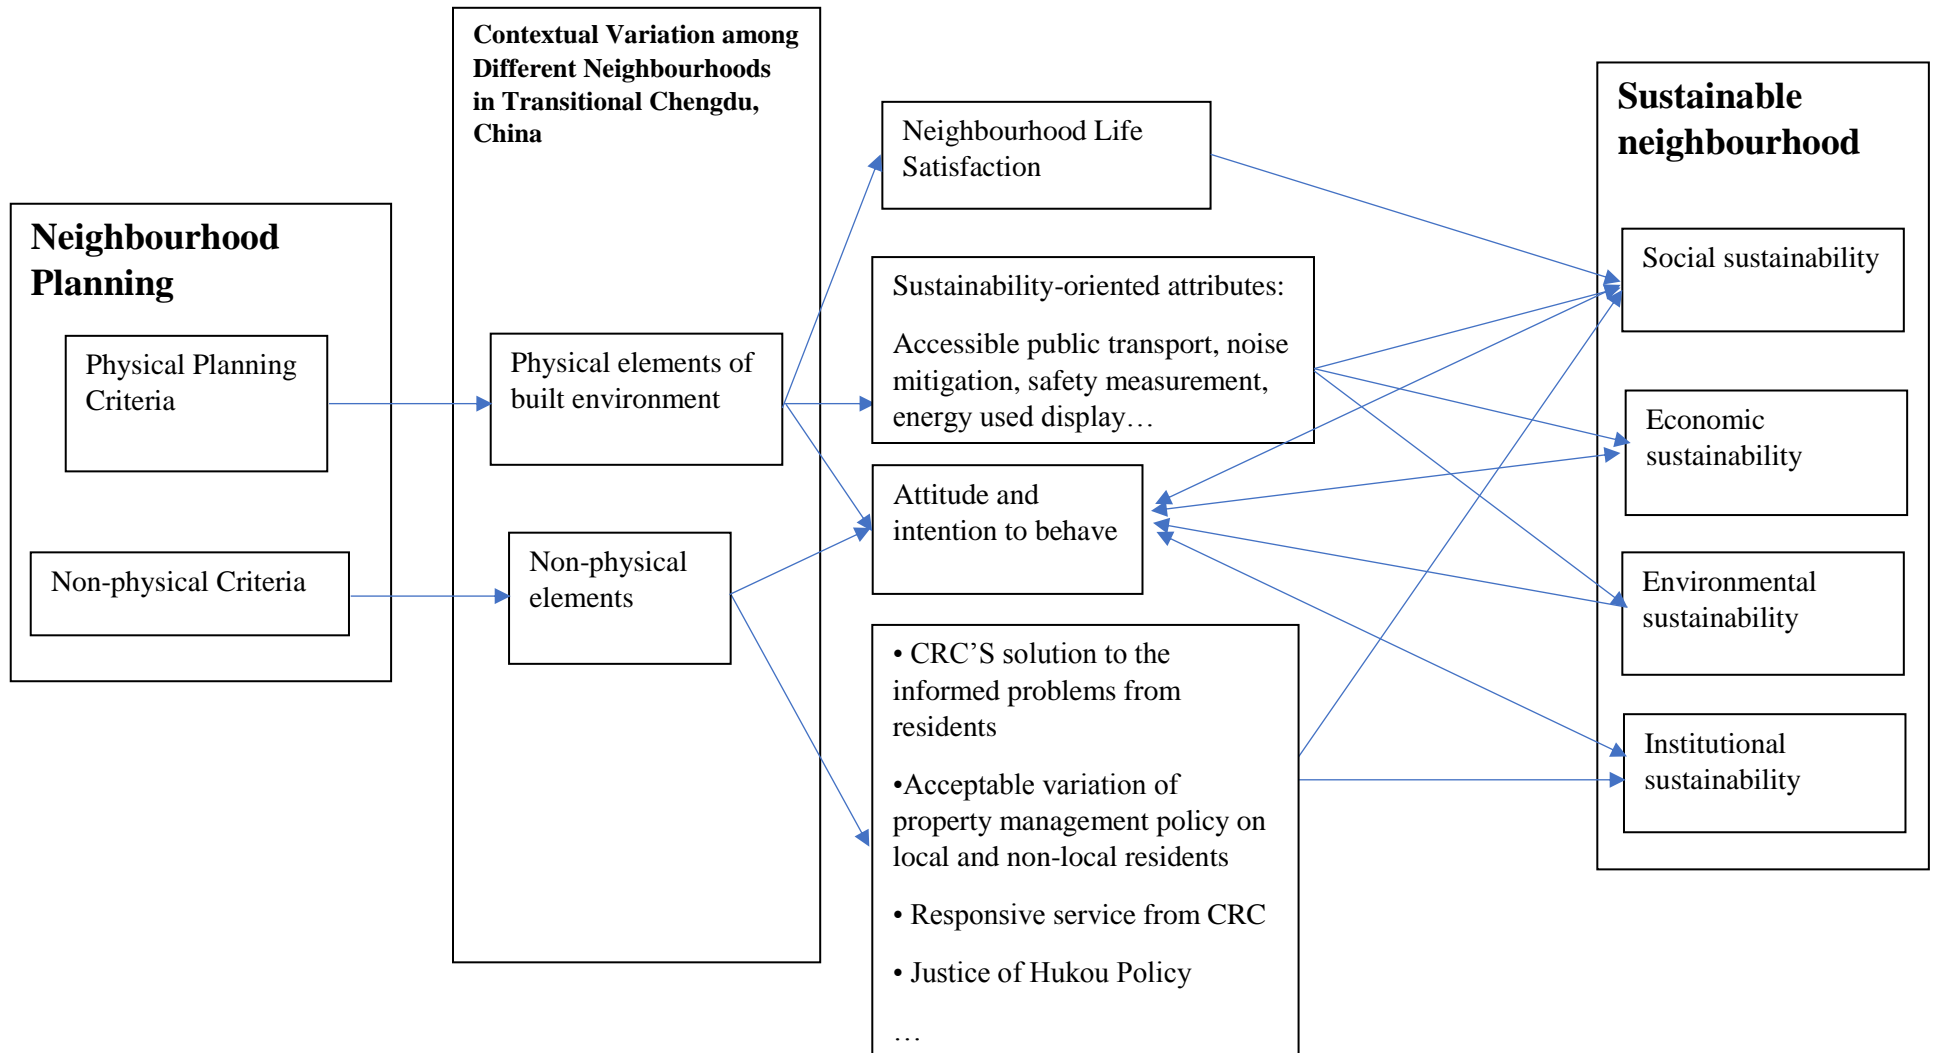 Neighbourhood
Planning
Physical Planning
Criteria
Non-physical Criteria
Contextual Variation among
Different Neighbourhoods
in Transitional Chengdu,
China
Physical elements of
built environment
Non-physical
elements
Neighbourhood Life
Satisfaction
Sustainability-oriented attributes:
Accessible public transport, noise
mitigation, safety measurement,
energy used display…
Attitude and
intention to behave
• CRC’S solution to the
informed problems from
residents
•Acceptable variation of
property management policy on
local and non-local residents
• Responsive service from CRC
• Justice of Hukou Policy
…
Sustainable
neighbourhood
Social sustainability
Economic
sustainability
Environmental
sustainability
Institutional
sustainability